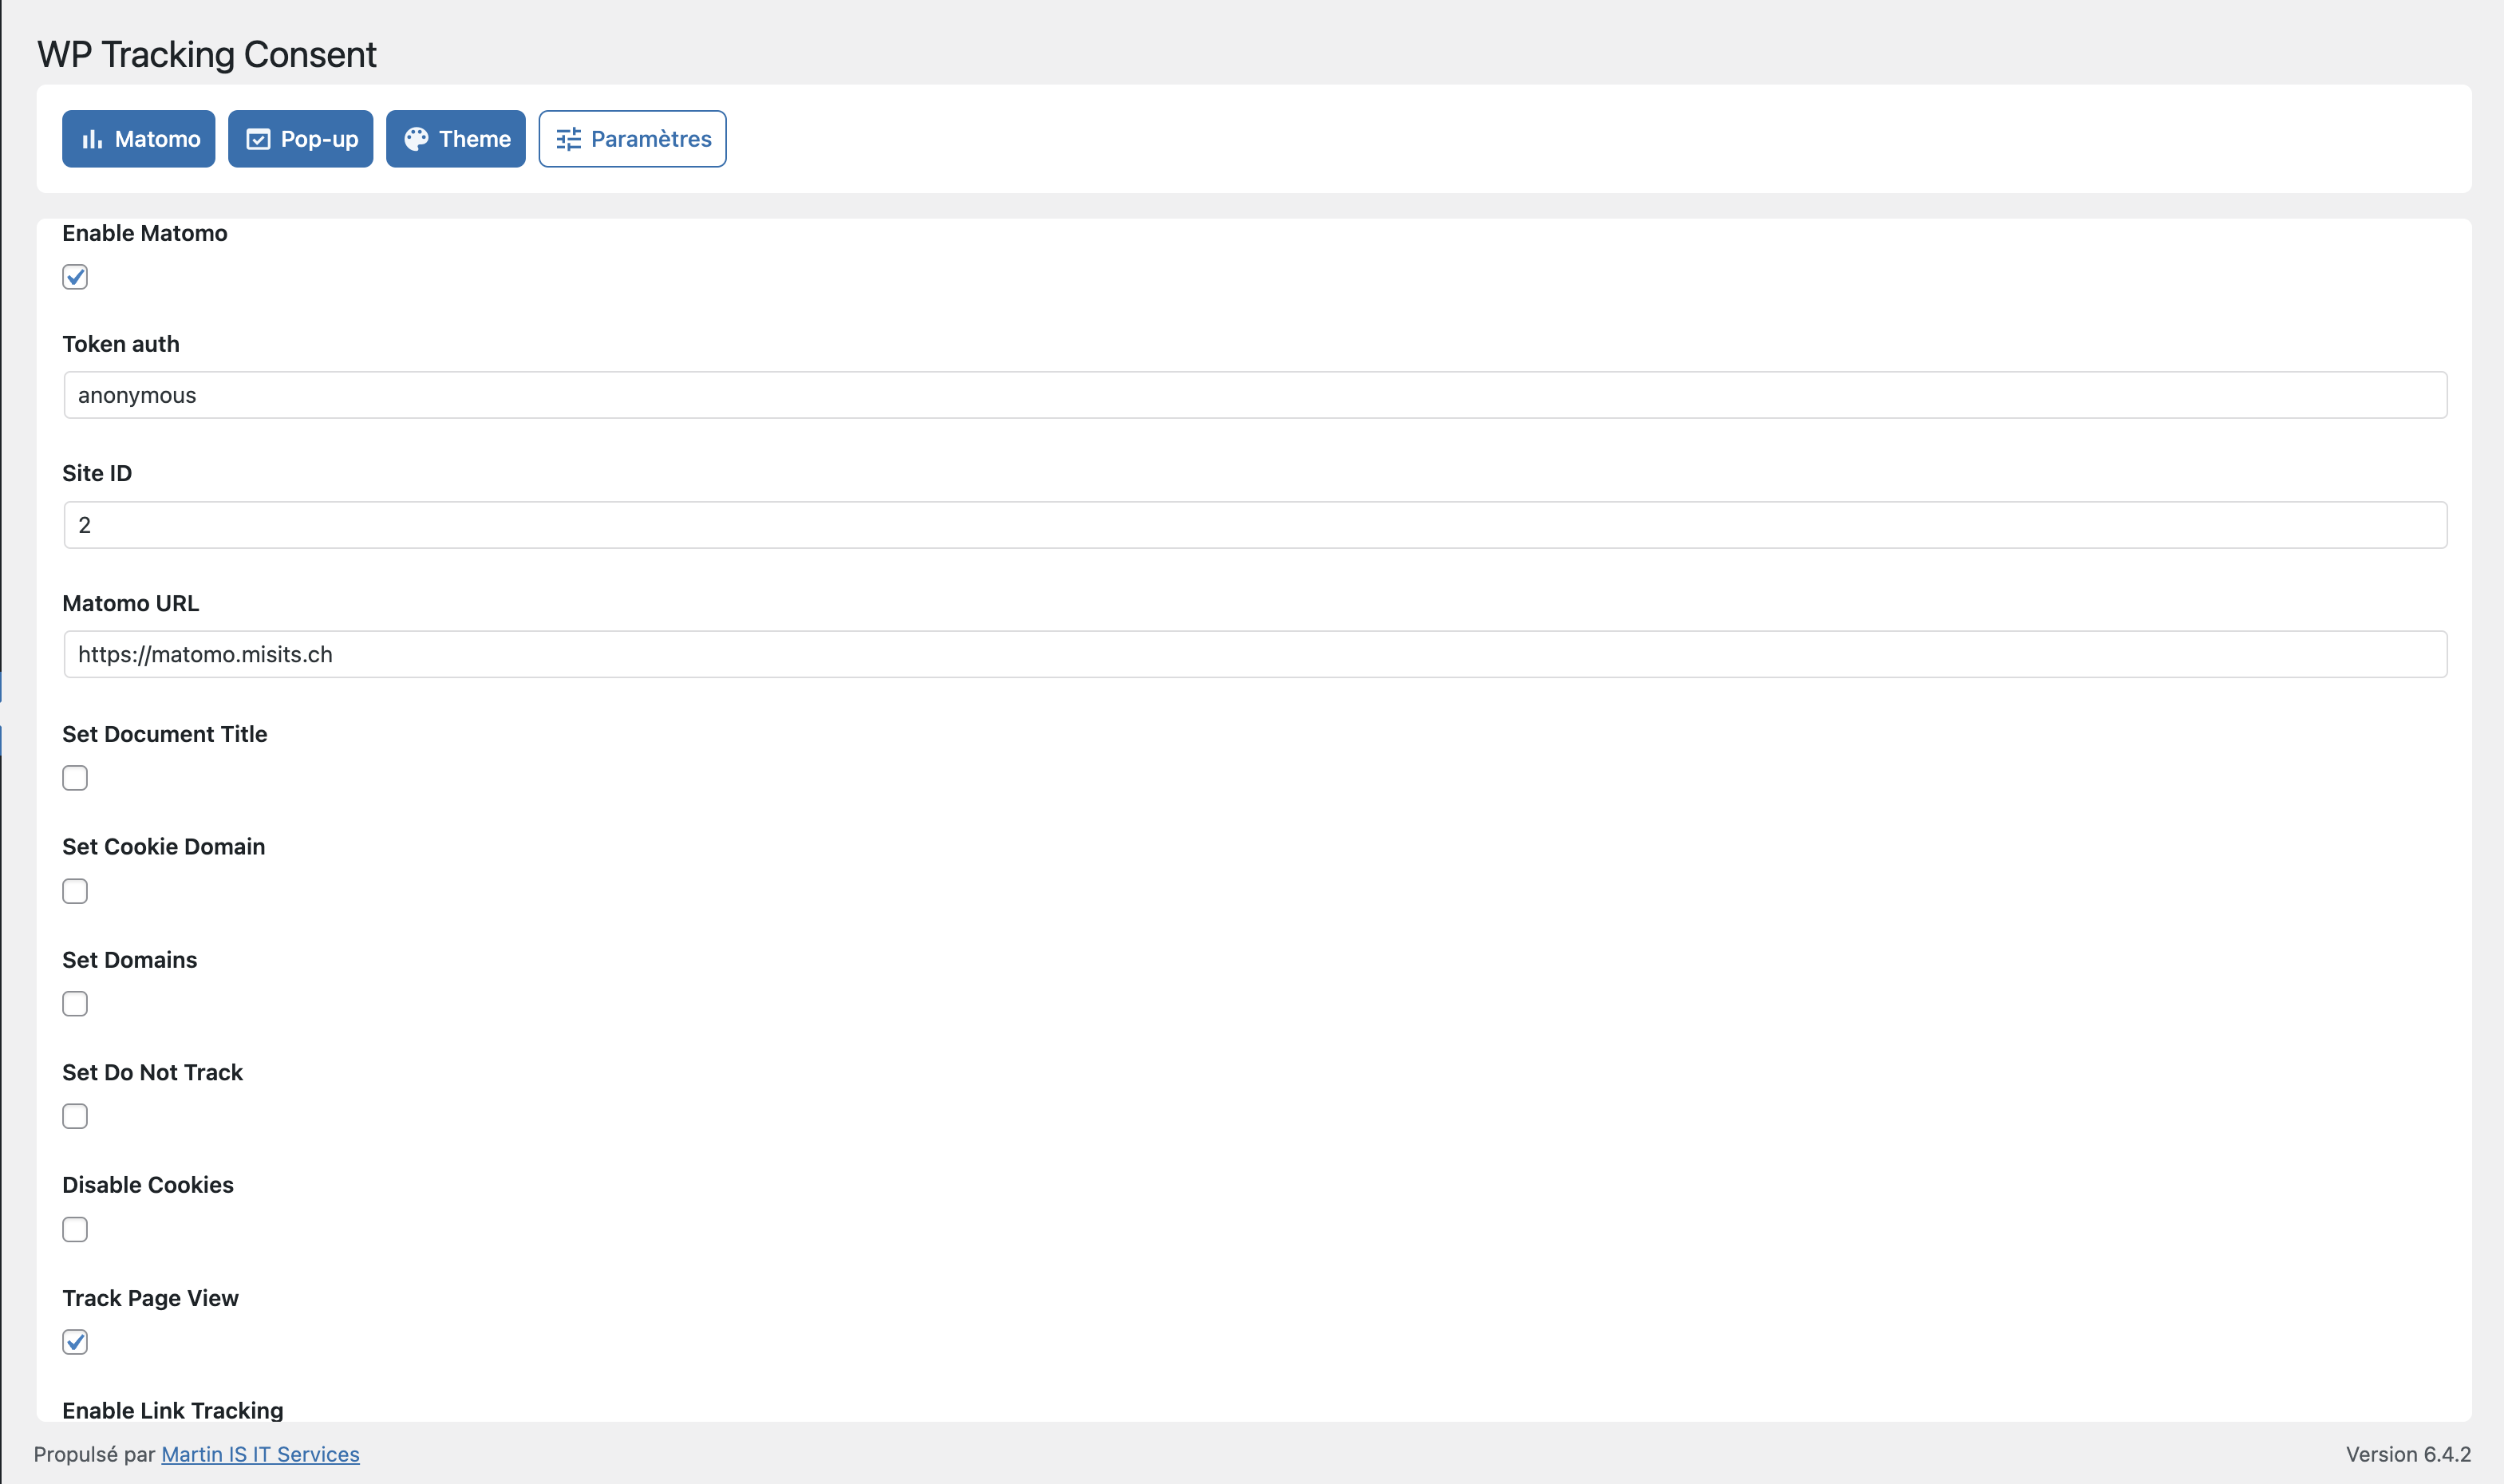 WP Tracking Consent
Matomo Pop-up Theme Paramètres
Enable Matomo
Token auth
anonymous
Site ID
2
Matomo URL
https://matomo.misits.ch
Set Document Title
Set Cookie Domain
Set Domains
Set Do Not Track
Disable Cookies
Track Page View
Enable Link Tracking
Propulsé par Martin IS IT Services Version 6.4.2